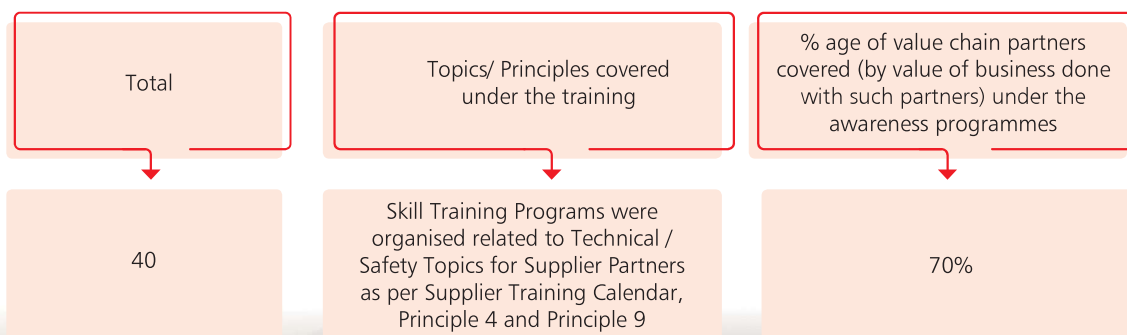 Total
Topics/ Principles covered
under the training
% age of value chain partners
covered (by value of business done
with such partners) under the
awareness programmes
40
Skill Training Programs were
organised related to Technical /
Safety Topics for Supplier Partners
as per Supplier Training Calendar,
Principle 4 and Principle 9
70%